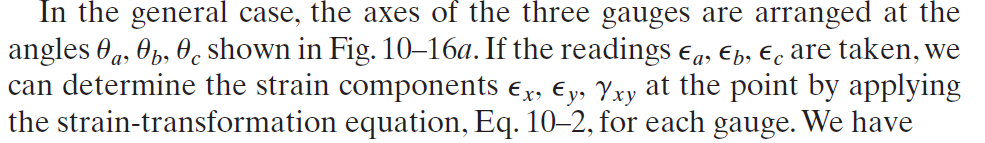 In the general case, the axes of the three gauges are arranged at the
angles θa, θb, θc shown in Fig. 10–16a. If the readings ϵa, ϵb, ϵc are taken, we
can determine the strain components ϵx, ϵy, γxy at the point by applying
the strain-transformation equation, Eq. 10–2, for each gauge. We have